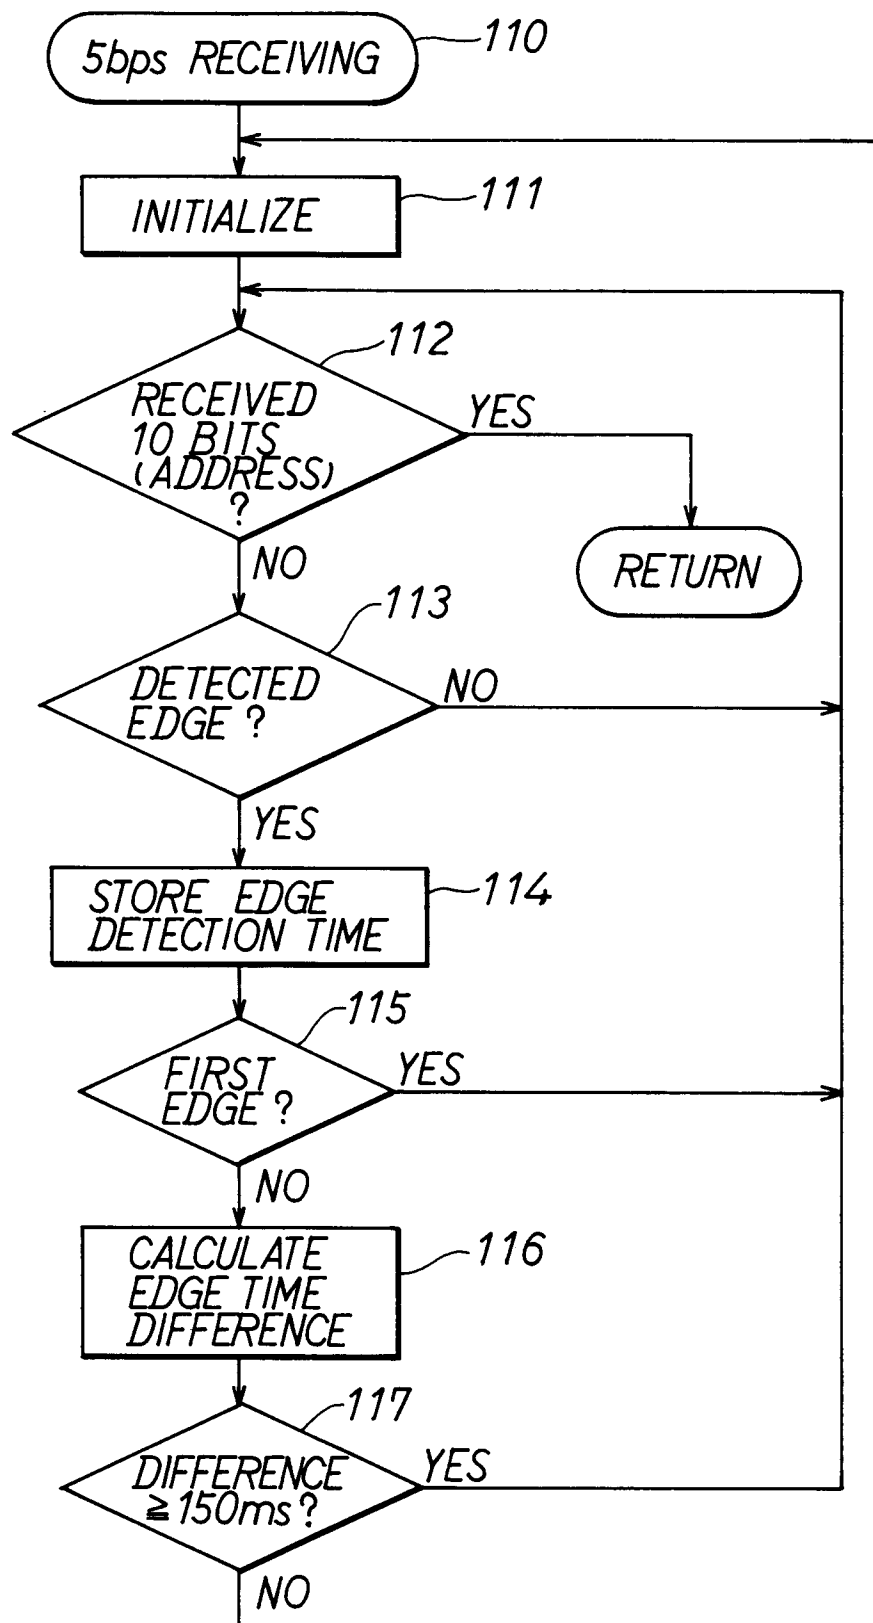 5bps RECEIVING
110
INITIALIZE
111
112
RECEIVED
10 BITS
(ADDRESS)
?
YES
NO
RETURN
113
DETECTED
EDGE ?
NO
YES
STORE EDGE
DETECTION TIME
114
115
FIRST
EDGE ?
YES
NO
CALCULATE
EDGE TIME
DIFFERENCE
116
117
DIFFERENCE
≧150ms?
YES
NO